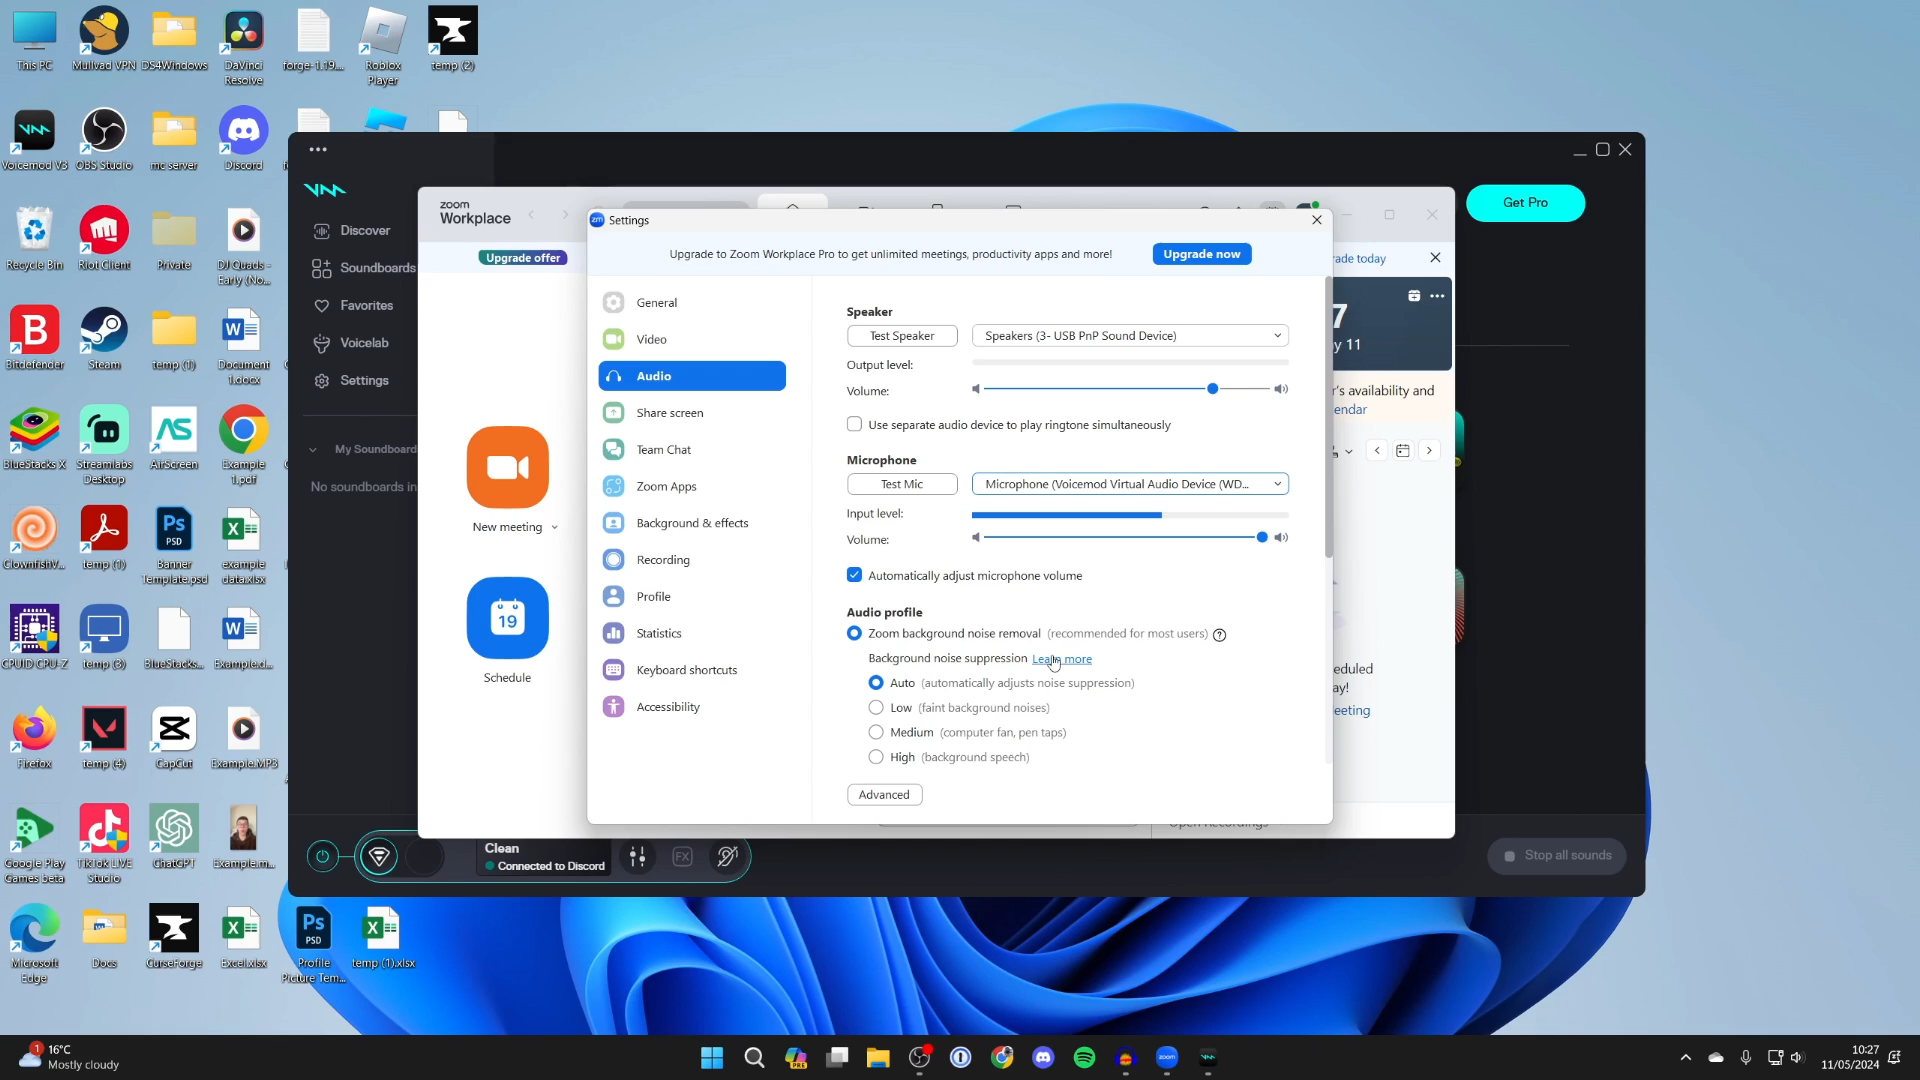 This PC
Mullvad VPN
DS4Windows
DaVinci Resolve
forge-1.19....
Roblox Player
temp (2)
Voicemod V3
OBS Studio
mc server
Discord
Recycle Bin
Riot Client
Private
DJ Quads - Early (No...
Bitdefender
Steam
temp (1)
Document 1.docx
BlueStacks X
Streamlabs Desktop
AirScreen
Example 1.pdf
ClownfishV...
temp (1)
Banner Template.psd
example data.xlsx
CPUID CPU-Z
temp (3)
BlueStacks...
Example.d...
Firefox
temp (4)
CapCut
Example.MP3
Google Play Games beta
TikTok LIVE Studio
ChatGPT
Example.m...
Microsoft Edge
Docs
CurseForge
Excel.xlsx
Profile Picture Tem...
temp (1).xlsx
Get Pro
Discover
Soundboards
Favorites
Voicelab
Settings
My Soundboard
No soundboards in
Clean
Connected to Discord
Stop all sounds
zoom
Workplace
Upgrade offer
rade today
7
y 11
r's availability and
endar
New meeting
19
Schedule
eduled
ay!
eeting
Open Recordings
zm Settings
Upgrade to Zoom Workplace Pro to get unlimited meetings, productivity apps and more!
Upgrade now
General
Video
Audio
Share screen
Team Chat
Zoom Apps
Background & effects
Recording
Profile
Statistics
Keyboard shortcuts
Accessibility
Speaker
Test Speaker
Speakers (3- USB PnP Sound Device)
Output level:
Volume:
Use separate audio device to play ringtone simultaneously
Microphone
Test Mic
Microphone (Voicemod Virtual Audio Device (WD...
Input level:
Volume:
Automatically adjust microphone volume
Audio profile
Zoom background noise removal (recommended for most users)
Background noise suppression Learn more
Auto (automatically adjusts noise suppression)
Low (faint background noises)
Medium (computer fan, pen taps)
High (background speech)
Advanced
1
16°C
Mostly cloudy
10:27
11/05/2024